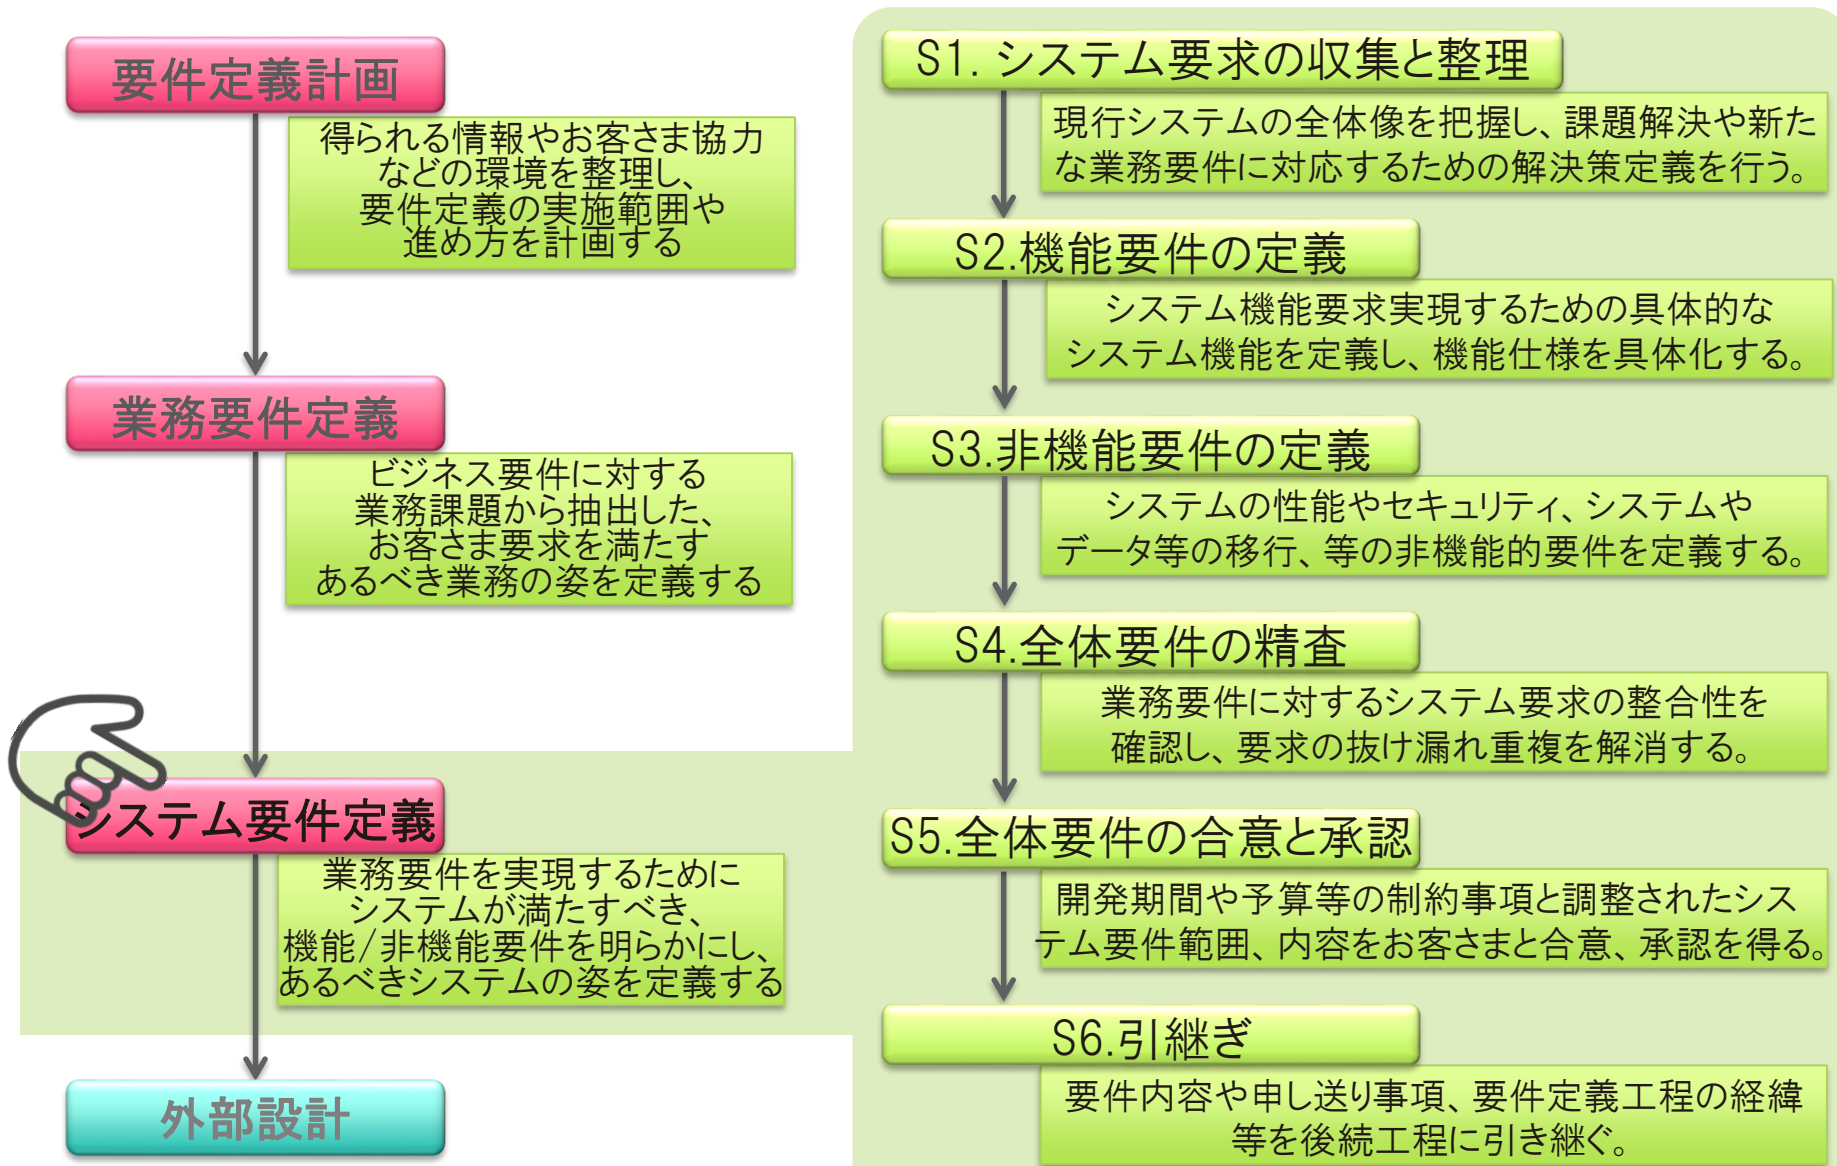 要件定義計画
得られる情報やお客さま協力
などの環境を整理し、
要件定義の実施範囲や
進め方を計画する
業務要件定義
ビジネス要件に対する
業務課題から抽出した、
お客さま要求を満たす
あるべき業務の姿を定義する
システム要件定義
業務要件を実現するために
システムが満たすべき、
機能/非機能要件を明らかにし、
あるべきシステムの姿を定義する
外部設計
S1. システム要求の収集と整理
現行システムの全体像を把握し、課題解決や新た
な業務要件に対応するための解決策定義を行う。
S2.機能要件の定義
システム機能要求実現するための具体的な
システム機能を定義し、機能仕様を具体化する。
S3.非機能要件の定義
システムの性能やセキュリティ、システムや
データ等の移行、等の非機能的要件を定義する。
S4.全体要件の精査
業務要件に対するシステム要求の整合性を
確認し、要求の抜け漏れ重複を解消する。
S5.全体要件の合意と承認
開発期間や予算等の制約事項と調整されたシス
テム要件範囲、内容をお客さまと合意、承認を得る。
S6.引継ぎ
要件内容や申し送り事項、要件定義工程の経緯
等を後続工程に引き継ぐ。